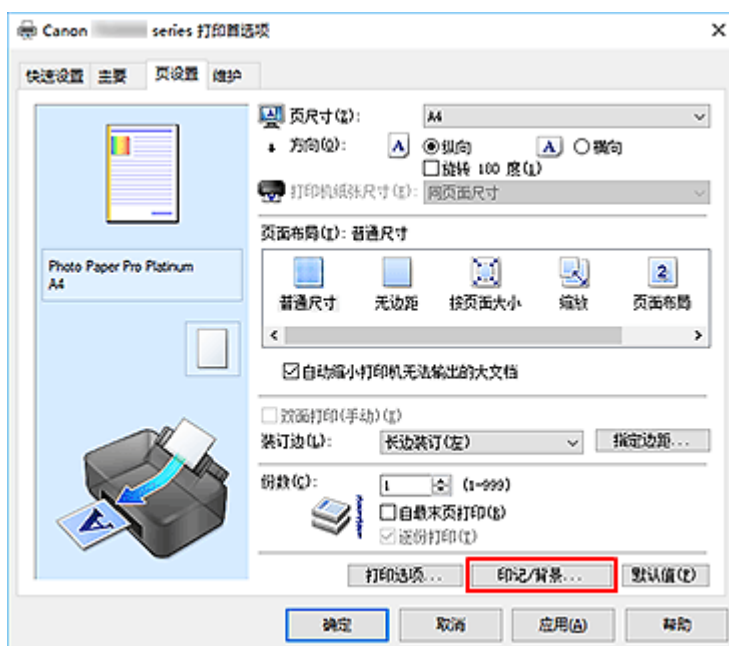 Canon series 打印首选项
快速设置 主要 页设置 维护
页尺寸(Z): A4
方向(O): A 纵向 A 横向
旋转 180 度(1)
打印机纸张尺寸(E): 同页面尺寸
页面布局(I): 普通尺寸
普通尺寸 无边距 按页面大小 缩放 页面布局
Photo Paper Pro Platinum
A4
自动缩小打印机无法输出的大文档
双面打印(手动)(X)
装订边(L): 长边装订(左) 指定边距...
份数(C): 1 (1-999)
自最末页打印(R)
逐份打印(T)
打印选项... 印记/背景... 默认值(F)
确定 取消 应用(A) 帮助